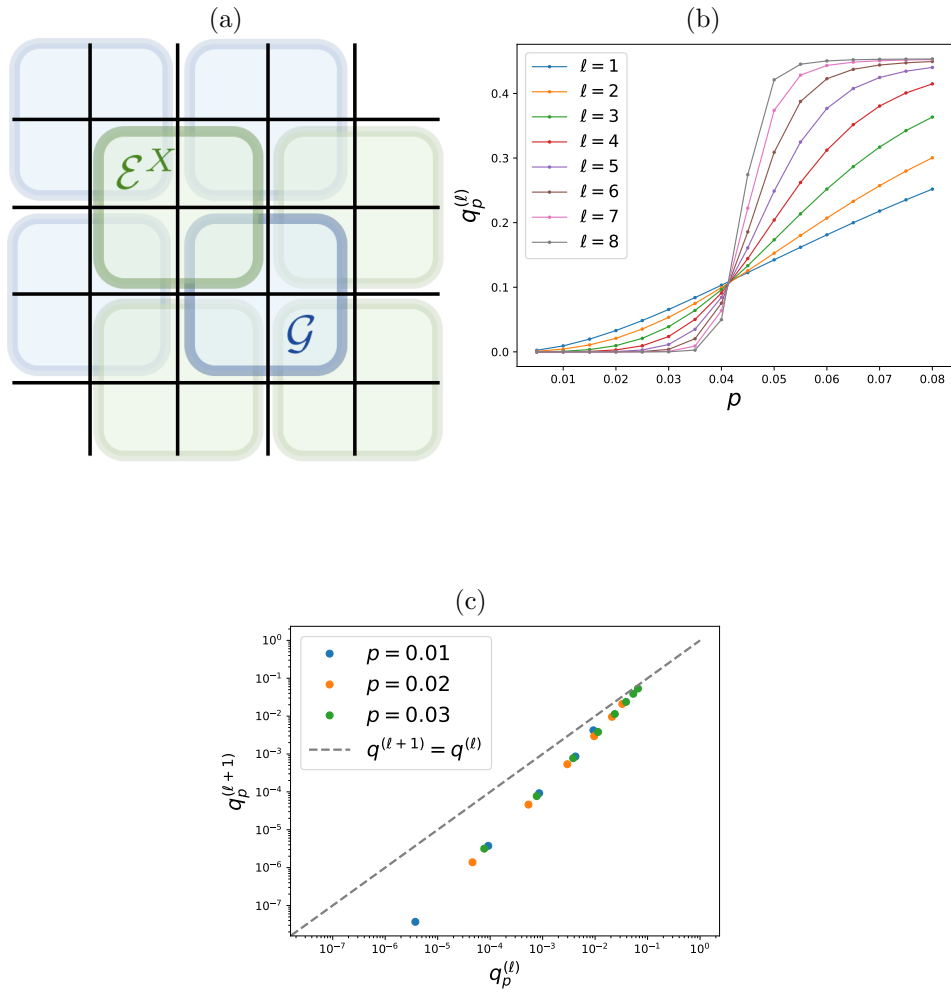 (a)
ℰ^X
𝒢
(b)
ℓ = 1
ℓ = 2
ℓ = 3
ℓ = 4
ℓ = 5
ℓ = 6
ℓ = 7
ℓ = 8
0.4
0.3
0.2
0.1
0.0
q_p^{(ℓ)}
0.01 0.02 0.03 0.04 0.05 0.06 0.07 0.08
p
(c)
p = 0.01
p = 0.02
p = 0.03
q^{(ℓ+1)} = q^{(ℓ)}
10^0
10^{-1}
10^{-2}
10^{-3}
10^{-4}
10^{-5}
10^{-6}
10^{-7}
q_p^{(ℓ+1)}
10^{-7} 10^{-6} 10^{-5} 10^{-4} 10^{-3} 10^{-2} 10^{-1} 10^0
q_p^{(ℓ)}